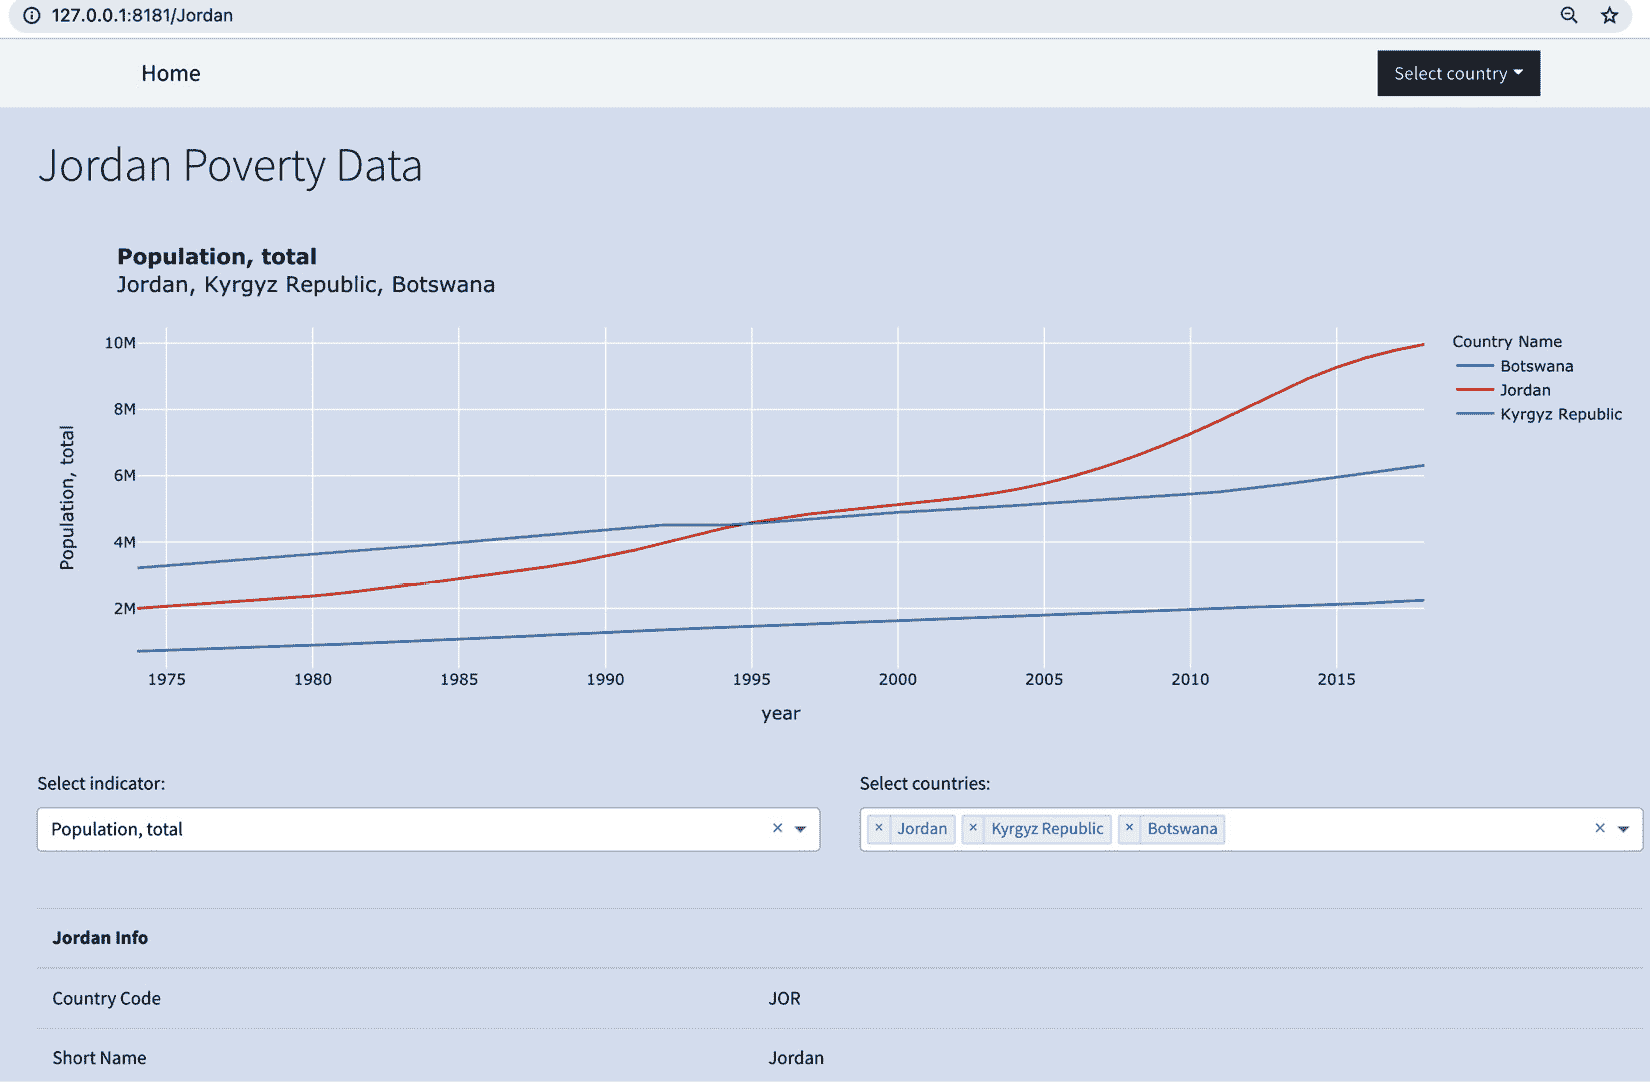 127.0.0.1:8181/Jordan
Home
Select country
Jordan Poverty Data
Population, total
Jordan, Kyrgyz Republic, Botswana
10M
8M
6M
4M
2M
Population, total
1975 1980 1985 1990 1995 2000 2005 2010 2015
year
Country Name
Botswana
Jordan
Kyrgyz Republic
Select indicator:
Population, total
Select countries:
× Jordan × Kyrgyz Republic × Botswana
Jordan Info
Country Code JOR
Short Name Jordan